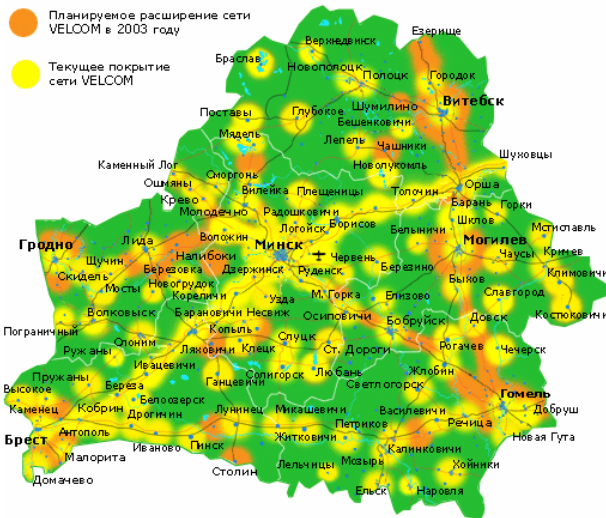 Планируемое расширение сети
VELCOM в 2003 году
Текущее покрытие
сети VELCOM
Езерище
Верхнедвинск
Браслав
Новополоцк
Полоцк
Городок
Поставы
Глубокое
Шумилино
Витебск
Бешенковичи
Мядель
Лепель
Чашники
Шуховцы
Каменный Лог
Сморгонь
Новолукомль
Ошмяны
Вилейка
Плещеницы
Толочин
Орша
Крево
Барань
Горки
Молодечно
Радошковичи
Шклов
Мстиславль
Гродно
Лида
Воложин
Логойск
Борисов
Белыничи
Могилев
Кричев
Щучин
Налибоки
Минск
Червень
Чаусы
Скидель
Березовка
Дзержинск
Руденск
Березино
Климовичи
Мосты
Новогрудок
Быхов
Славгород
Кореличи
Узда
М. Горка
Елизово
Костюковичи
Пограничный
Волковыск
Барановичи
Несвиж
Осиповичи
Довск
Слоним
Копыль
Слуцк
Бобруйск
Ружаны
Ляховичи
Клецк
Ст. Дороги
Рогачев
Чечерск
Пружаны
Ивацевичи
Солигорск
Любань
Жлобин
Высокое
Береза
Ганцевичи
Светлогорск
Каменец
Кобрин
Белоозерск
Гомель
Дрогичин
Лунинец
Микашевичи
Василевичи
Добруш
Брест
Антополь
Петриков
Речица
Иваново
Пинск
Житковичи
Новая Гута
Малорита
Калинковичи
Столин
Лельчицы
Мозырь
Хойники
Домачево
Ельск
Наровля